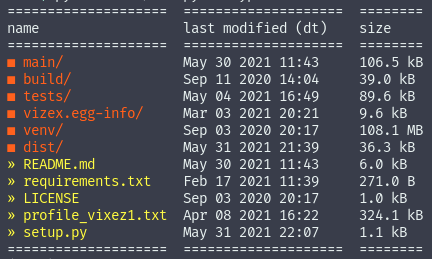 ====================  ====================  ========
name                  last modified (dt)    size
====================  ====================  ========
■ main/               May 30 2021 11:43     106.5 kB
■ build/              Sep 11 2020 14:04     39.0 kB
■ tests/              May 04 2021 16:49     89.6 kB
■ vizex.egg-info/     Mar 03 2021 20:21     9.6 kB
■ venv/               Sep 03 2020 20:17     108.1 MB
■ dist/               May 31 2021 21:39     36.3 kB
» README.md           May 30 2021 11:43     6.0 kB
» requirements.txt    Feb 17 2021 11:39     271.0 B
» LICENSE             Sep 03 2020 20:17     1.0 kB
» profile_vixez1.txt  Apr 08 2021 16:22     324.1 kB
» setup.py            May 31 2021 22:07     1.1 kB
====================  ====================  ========